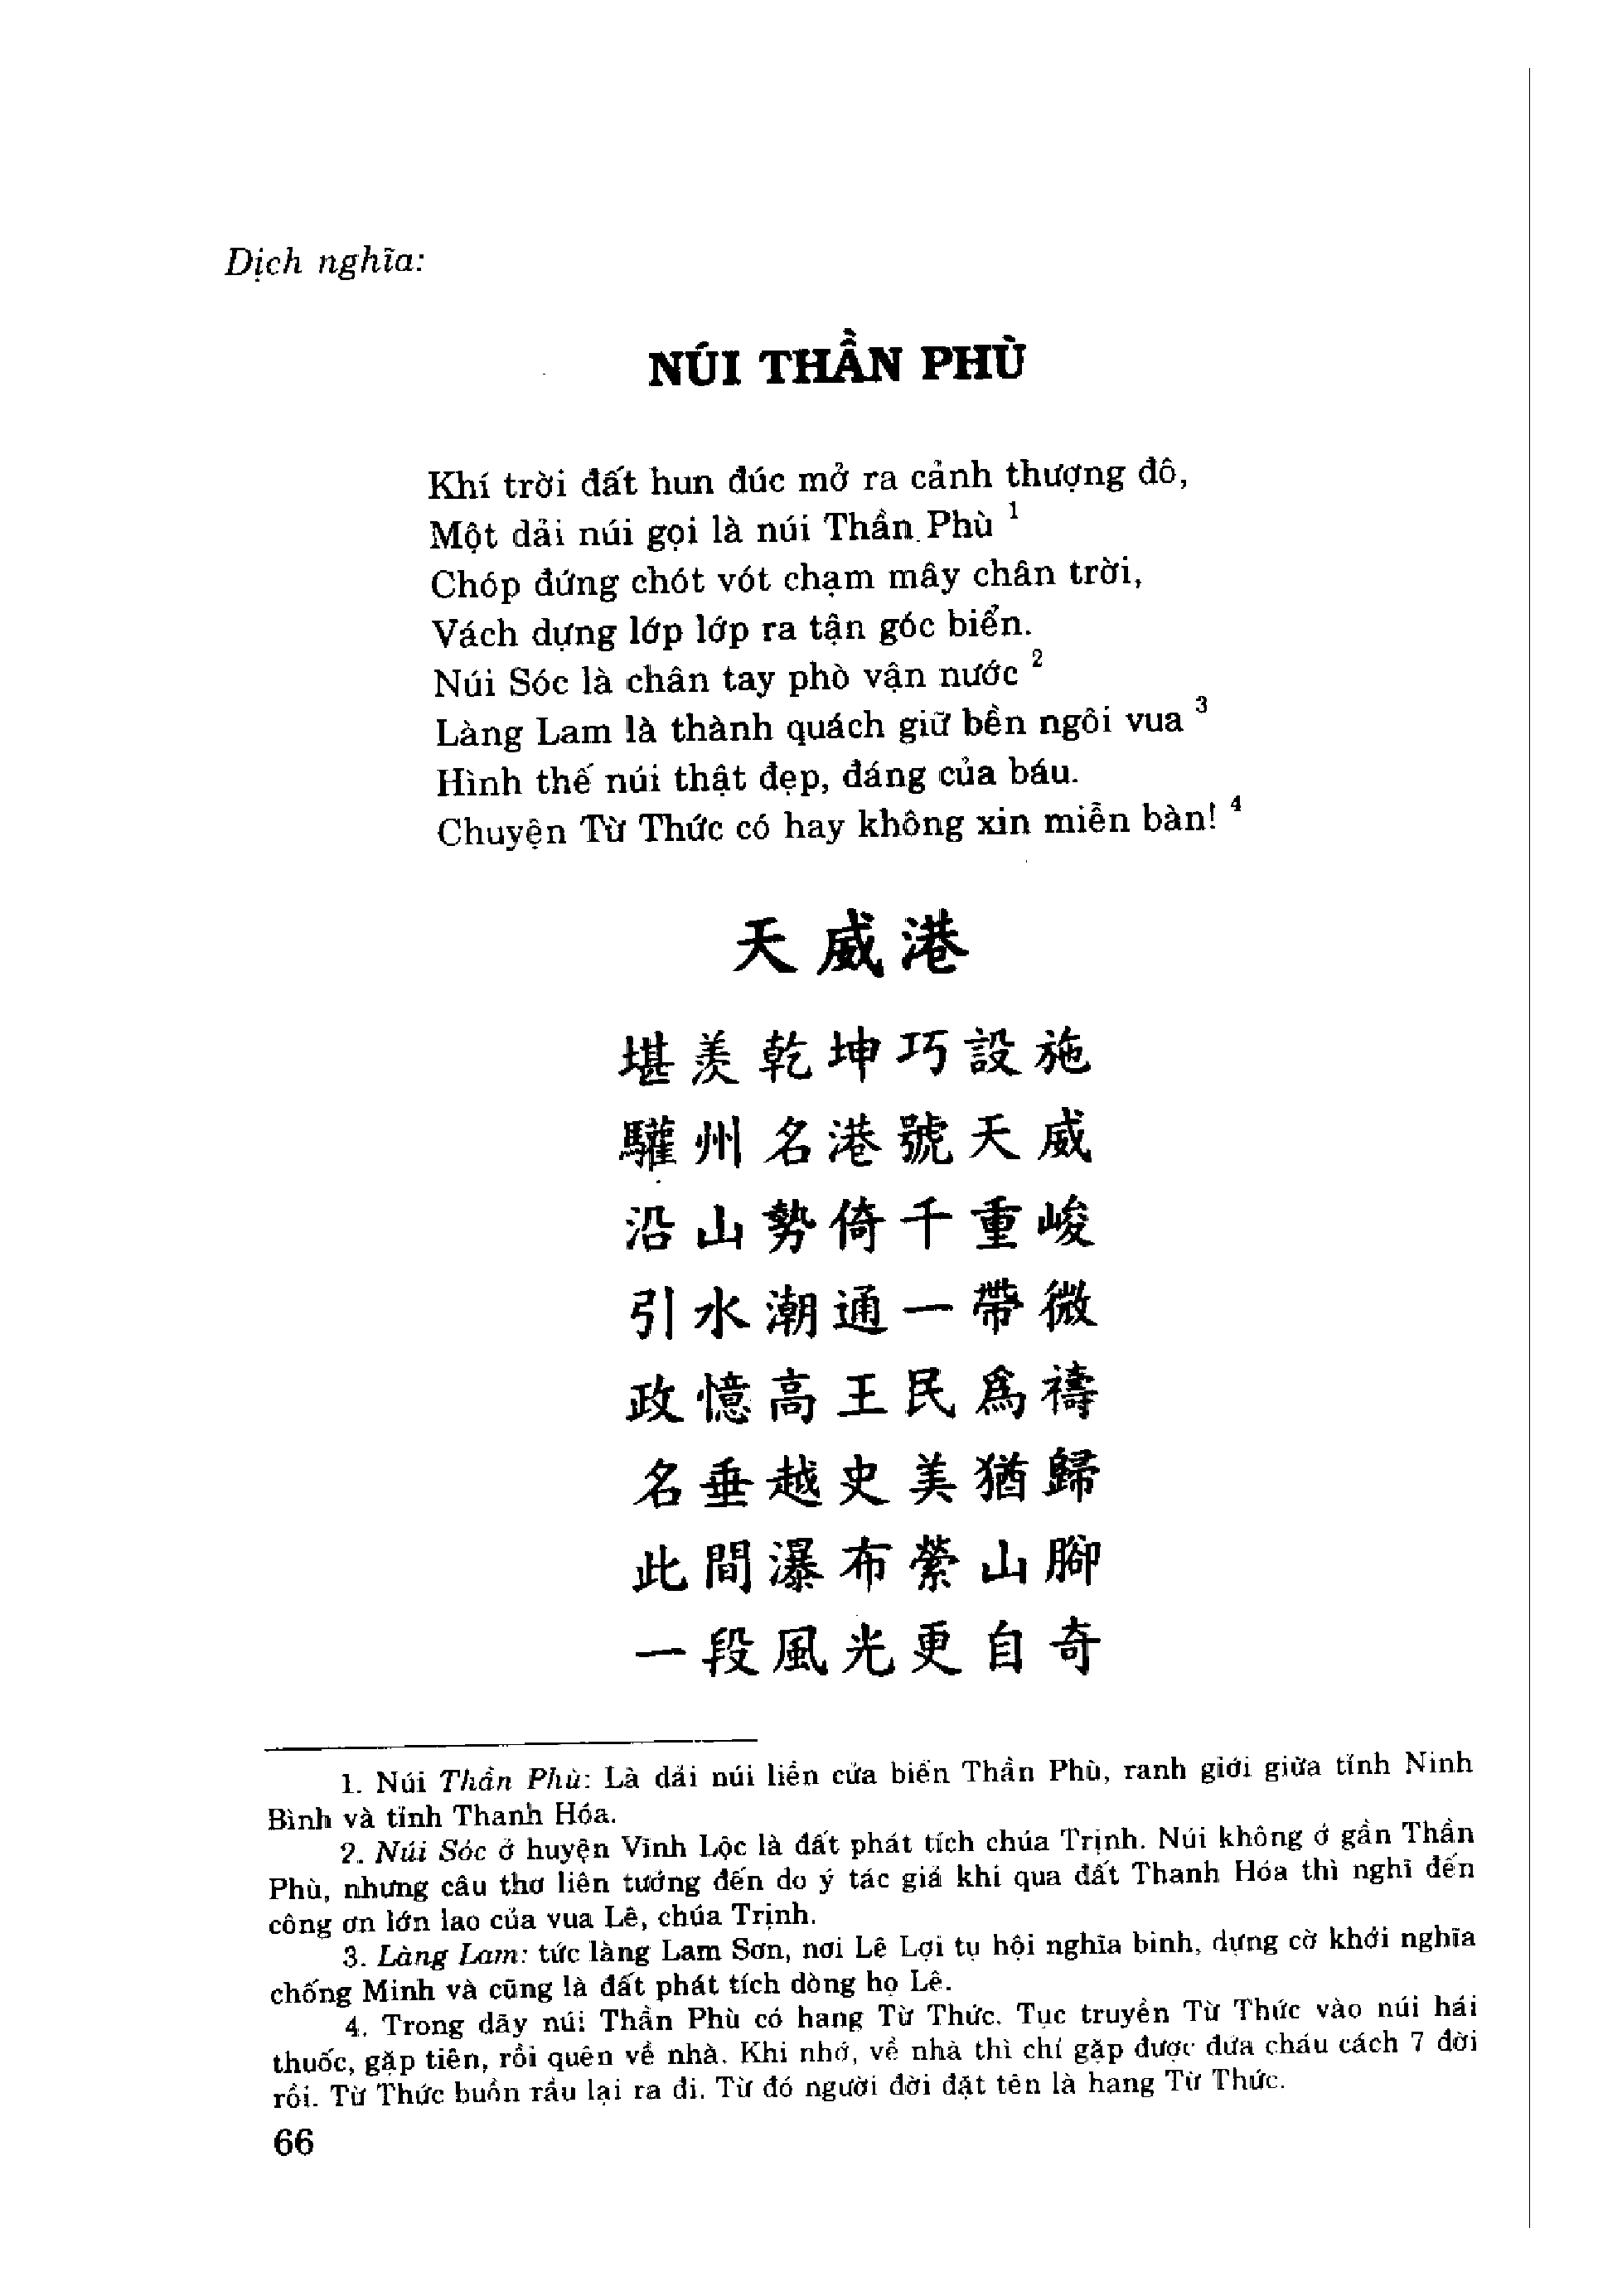 Dịch nghĩa:
NÚI THẦN PHÙ
Khí trời đất hun đúc mở ra cảnh thượng đô,
Một dải núi gọi là núi Thần Phù 1
Chóp đứng chót vót chạm mây chân trời,
Vách dựng lớp lớp ra tận góc biển.
Núi Sóc là chân tay phò vận nước 2
Làng Lam là thành quách giữ bền ngôi vua 3
Hình thế núi thật đẹp, đáng của báu.
Chuyện Từ Thức có hay không xin miễn bàn! 4
天威港
堪羨乾坤巧設施
驩州名港號天威
沿山勢倚千重峻
引水潮通一帶微
政憶高王民爲禱
名垂越史美猶歸
此間瀑布縈山腳
一段風光更自奇
1. Núi Thần Phù: Là dải núi liền cửa biển Thần Phù, ranh giới giữa tỉnh Ninh
Bình và tỉnh Thanh Hóa.
2. Núi Sóc ở huyện Vĩnh Lộc là đất phát tích chúa Trịnh. Núi không ở gần Thần
Phù, nhưng câu thơ liên tưởng đến do ý tác giả khi qua đất Thanh Hóa thì nghĩ đến
công ơn lớn lao của vua Lê, chúa Trịnh.
3. Làng Lam: tức làng Lam Sơn, nơi Lê Lợi tụ hội nghĩa binh, dựng cờ khởi nghĩa
chống Minh và cũng là đất phát tích dòng họ Lê.
4. Trong dãy núi Thần Phù có hang Từ Thức. Tục truyền Từ Thức vào núi hái
thuốc, gặp tiên, rồi quên về nhà. Khi nhớ, về nhà thì chỉ gặp được đứa cháu cách 7 đời
rồi. Từ Thức buồn rầu lại ra đi. Từ đó người đời đặt tên là hang Từ Thức.
66